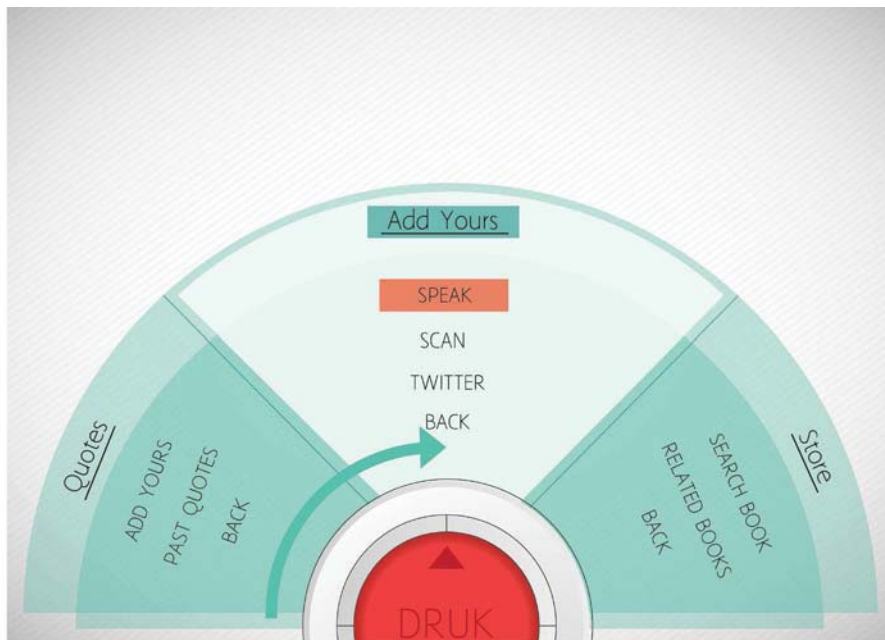 Add Yours
SPEAK
SCAN
TWITTER
BACK
Quotes
ADD YOURS
PAST QUOTES
BACK
Store
SEARCH BOOK
RELATED BOOKS
BACK
DRUK